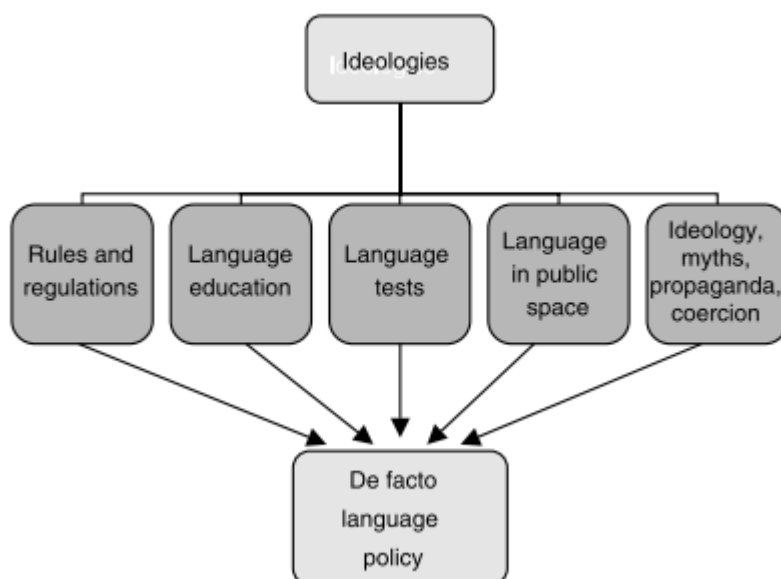 Ideologies
Rules and
regulations
Language
education
Language
tests
Language
in public
space
Ideology,
myths,
propaganda,
coercion
De facto
language
policy